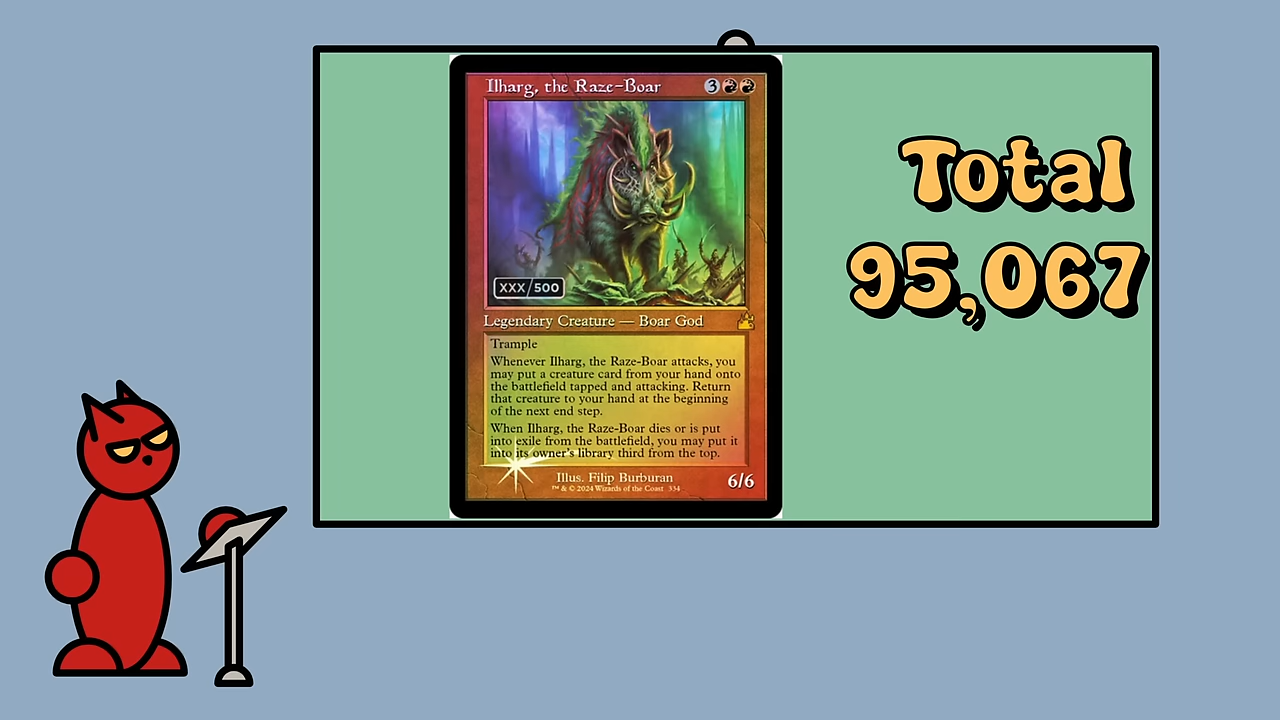 Ilharg, the Raze-Boar 3
XXX/500
Legendary Creature — Boar God
Trample
Whenever Ilharg, the Raze-Boar attacks, you
may put a creature card from your hand onto
the battlefield tapped and attacking. Return
that creature to your hand at the beginning
of the next end step.
When Ilharg, the Raze-Boar dies or is put
into exile from the battlefield, you may put it
into its owner's library third from the top.
Illus. Filip Burburan
™ & © 2024 Wizards of the Coast 334
6/6
Total
95,067